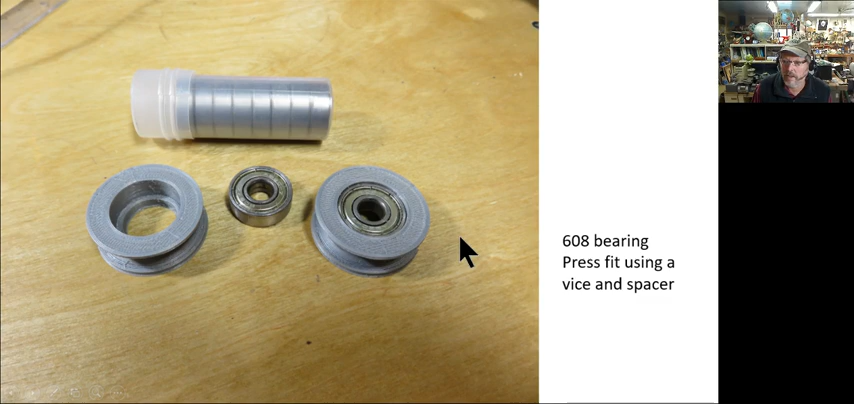 608 bearing
Press fit using a
vice and spacer